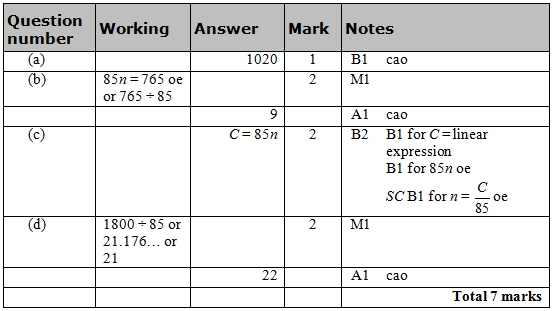 Question number Working Answer Mark Notes
(a) 1020 1 B1 cao
(b) 85n = 765 oe 2 M1
or 765 ÷ 85
9 A1 cao
(c) C = 85n 2 B2 B1 for C = linear
expression
B1 for 85n oe
SC B1 for n = C/85 oe
(d) 1800 ÷ 85 or 2 M1
21.176… or
21
22 A1 cao
Total 7 marks